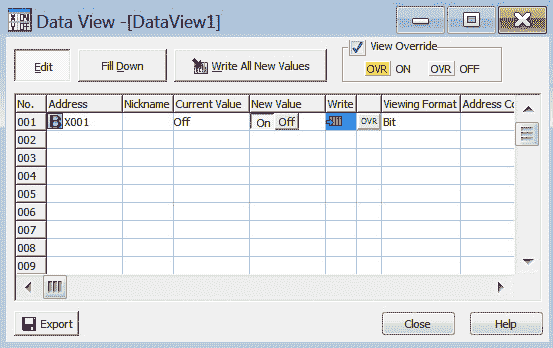 Data View -[DataView1]
View Override
Edit Fill Down Write All New Values OVR ON OVR OFF
No. Address Nickname Current Value New Value Write Viewing Format Address Co
001 B X001 Off On Off OVR Bit
002
003
004
005
006
007
008
009
Export Close Help